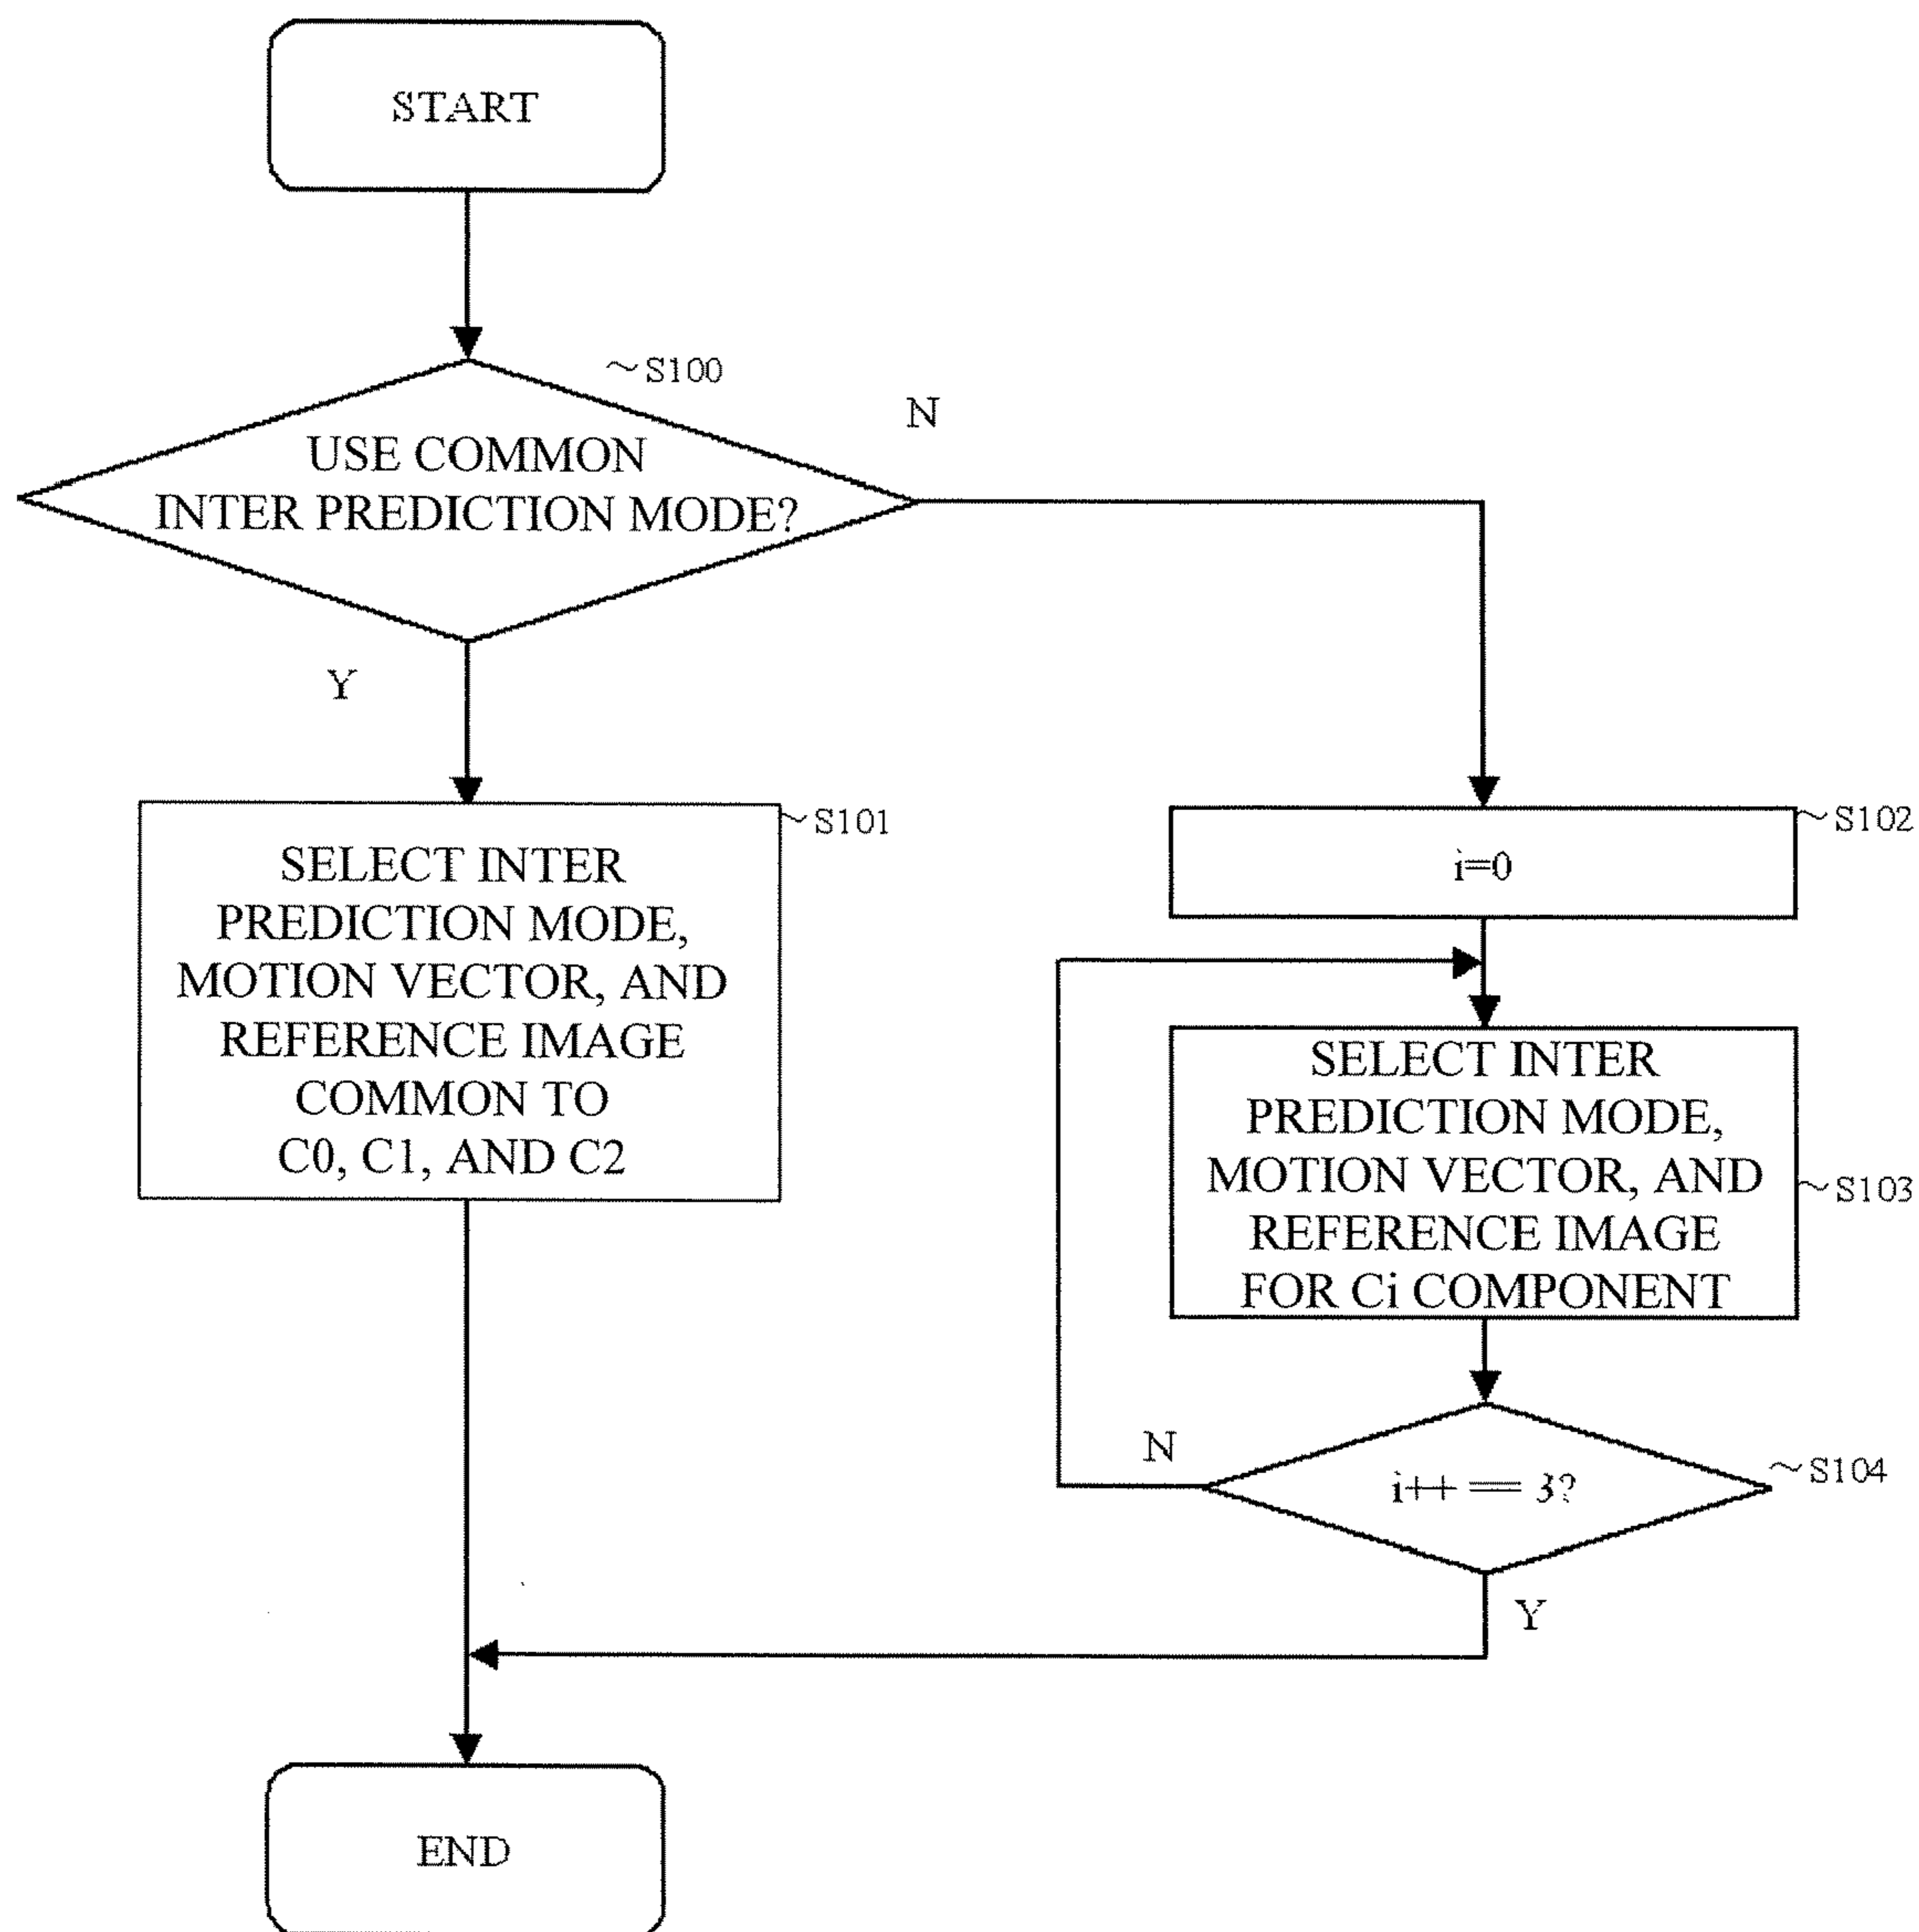 START
~S100
N
USE COMMON
INTER PREDICTION MODE?
Y
~S101
SELECT INTER
PREDICTION MODE,
MOTION VECTOR, AND
REFERENCE IMAGE
COMMON TO
C0, C1, AND C2
~S102
i=0
SELECT INTER
PREDICTION MODE,
MOTION VECTOR, AND
REFERENCE IMAGE
FOR Ci COMPONENT
~S103
N
i++ == 3?
~S104
Y
END